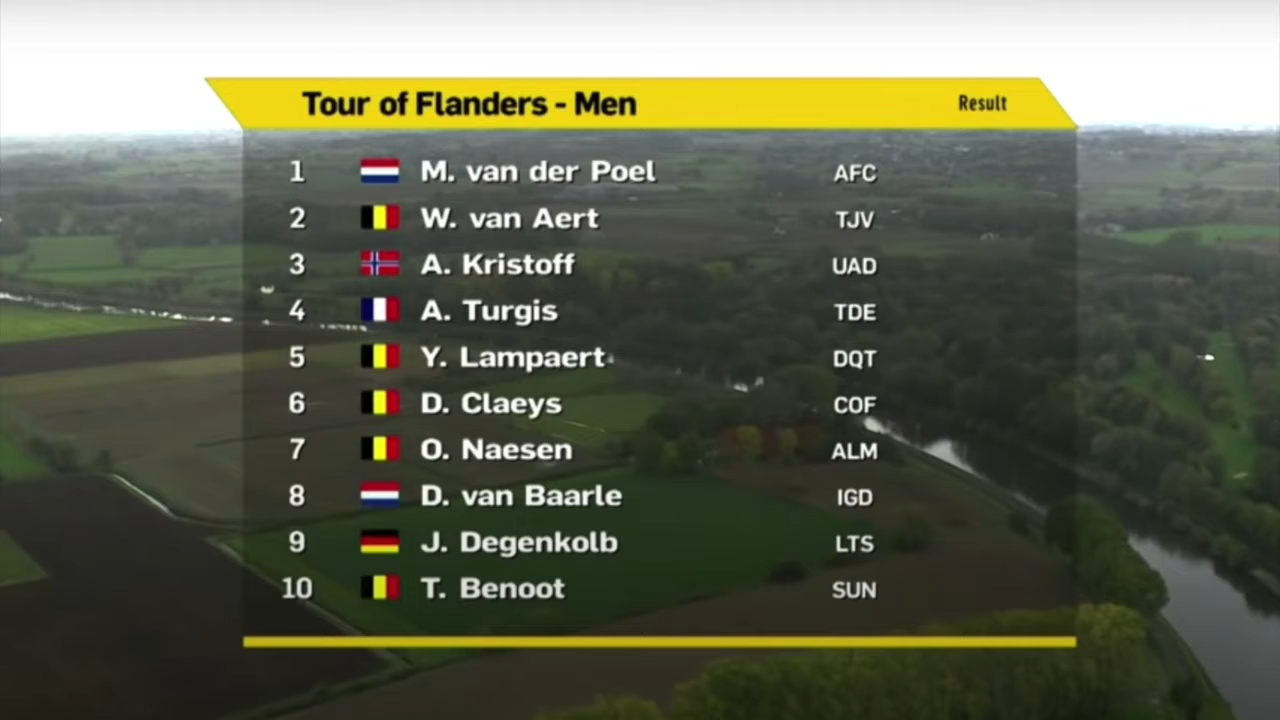 Tour of Flanders - Men Result
1 M. van der Poel AFC
2 W. van Aert TJV
3 A. Kristoff UAD
4 A. Turgis TDE
5 Y. Lampaert DQT
6 D. Claeys COF
7 O. Naesen ALM
8 D. van Baarle IGD
9 J. Degenkolb LTS
10 T. Benoot SUN